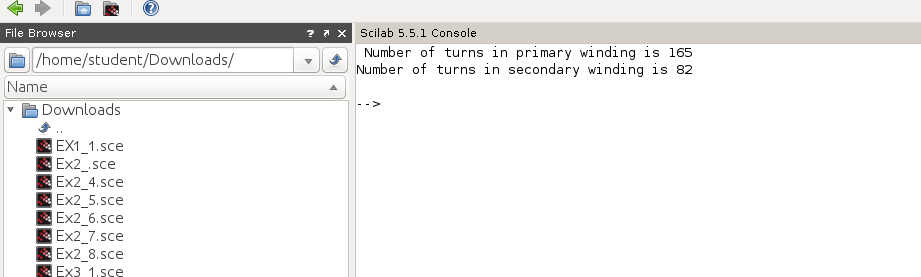 File Browser
/home/student/Downloads/
Name
Downloads
..
EX1_1.sce
Ex2_.sce
Ex2_4.sce
Ex2_5.sce
Ex2_6.sce
Ex2_7.sce
Ex2_8.sce
Ex3_1.sce
Scilab 5.5.1 Console
Number of turns in primary winding is 165
Number of turns in secondary winding is 82
-->